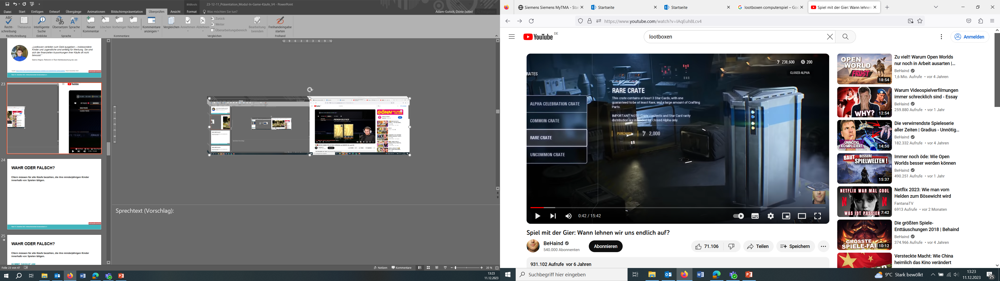 23-12-11_Präsentation_Modul-In-Game-Käufe_V4 - PowerPoint
Bildtools
Datei Start Einfügen Entwurf Übergänge Animationen Bildschirmpräsentation Überprüfen Ansicht Format Was möchten Sie tun?
Adam-Gutsch, Dörte (vzbv)
Recht-schreibung Thesaurus
Intelligente Suche
Übersetzen Sprache
Neuer Kommentar Löschen Vorheriger Nächster Kommentare anzeigen
Vergleichen Annehmen Ablehnen
Zurück
Weiter
Überarbeitungsbereich
Bearbeitung beenden
Freihandeingabe starten
Rechtschreibung Einblicke Sprache Kommentare Vergleichen Freihand
12 9 6 3 0 3 6 9 12
„Lootboxen verleiten zum Geld ausgeben – insbesondere
Kinder und Jugendliche sind anfällig für Werbung. Sie sind
sich der finanziellen Auswirkungen ihrer Käufe oft nicht
bewusst."
23
YouTube
24
WAHR ODER FALSCH?
Eltern müssen für alle Käufe bezahlen, die ihre minderjährigen Kinder
innerhalb von Spielen tätigen.
25
WAHR ODER FALSCH?
Eltern müssen für alle Käufe bezahlen, die ihre minderjährigen Kinder
innerhalb von Spielen tätigen.
KOMMT DARAUF AN!
PREMIUM GOLD PACK
GÖNN
Sprechtext (Vorschlag):
Folie 23 von 47
Notizen Kommentare 20 %
13:23
11.12.2023
Siemens Siemens MyTMA - Star
Startseite
Startseite
lootboxen computerspiel – Goo
Spiel mit der Gier: Wann lehnen
https://www.youtube.com/watch?v=IAqEuh8Lcv4
YouTube DE
lootboxen
Anmelden
238,600 200
CLOSED ALPHA
RATES
RARE CRATE
This crate contains at least 3 Star Cards, with one
guaranteed to be at least Rare, and a large amount of Crafting
Parts.
IMPORTANT NOTE: Crate contents and Star Card rarity
distribution are intended for Closed Alpha only.
PURCHASE 2,000
ALPHA CELEBRATION CRATE
COMMON CRATE
RARE CRATE
UNCOMMON CRATE
0:42 / 15:42
Spiel mit der Gier: Wann lehnen wir uns endlich auf?
BeHaind
540.000 Abonnenten
Abonnieren
71.106
Teilen
Speichern
931.102 Aufrufe vor 6 Jahren
OPEN WORLD FRUST
18:54
Zu viel!! Warum Open Worlds
nur noch in Arbeit ausarten |...
BeHaind
1,6 Mio. Aufrufe • vor 4 Jahren
WHY?
12:54
Warum Videospielverfilmungen
immer schrecklich sind - Essay
BeHaind
259.880 Aufrufe • vor 1 Jahr
UNNÖTIG KOMPLIZIERT
14:50
Die verwirrendste Spieleserie
aller Zeiten | Gradius - Unnötig...
BeHaind
182.332 Aufrufe • vor 4 Jahren
BAUT BESSERE SPIELWELTEN!
15:37
Immer noch öde: Wie Open
Worlds besser werden können
BeHaind
490.251 Aufrufe • vor 1 Jahr
NETFLIX WAR MAL COOL
WAS IST PASSIER
7:42
Netflix 2023: Wie man vom
Helden zum Bösewicht wird
FantanaTV
6913 Aufrufe • vor 2 Monaten
GRÖSSTE SPIELE-FAI
10:12
Die größten Spiele-
Enttäuschungen 2018 | Behaind
BeHaind
374.966 Aufrufe • vor 4 Jahren
Versteckte Macht: Wie China
heimlich das Kino verändert
Suchbegriff hier eingeben
9°C Stark bewölkt
13:23
11.12.2023
25